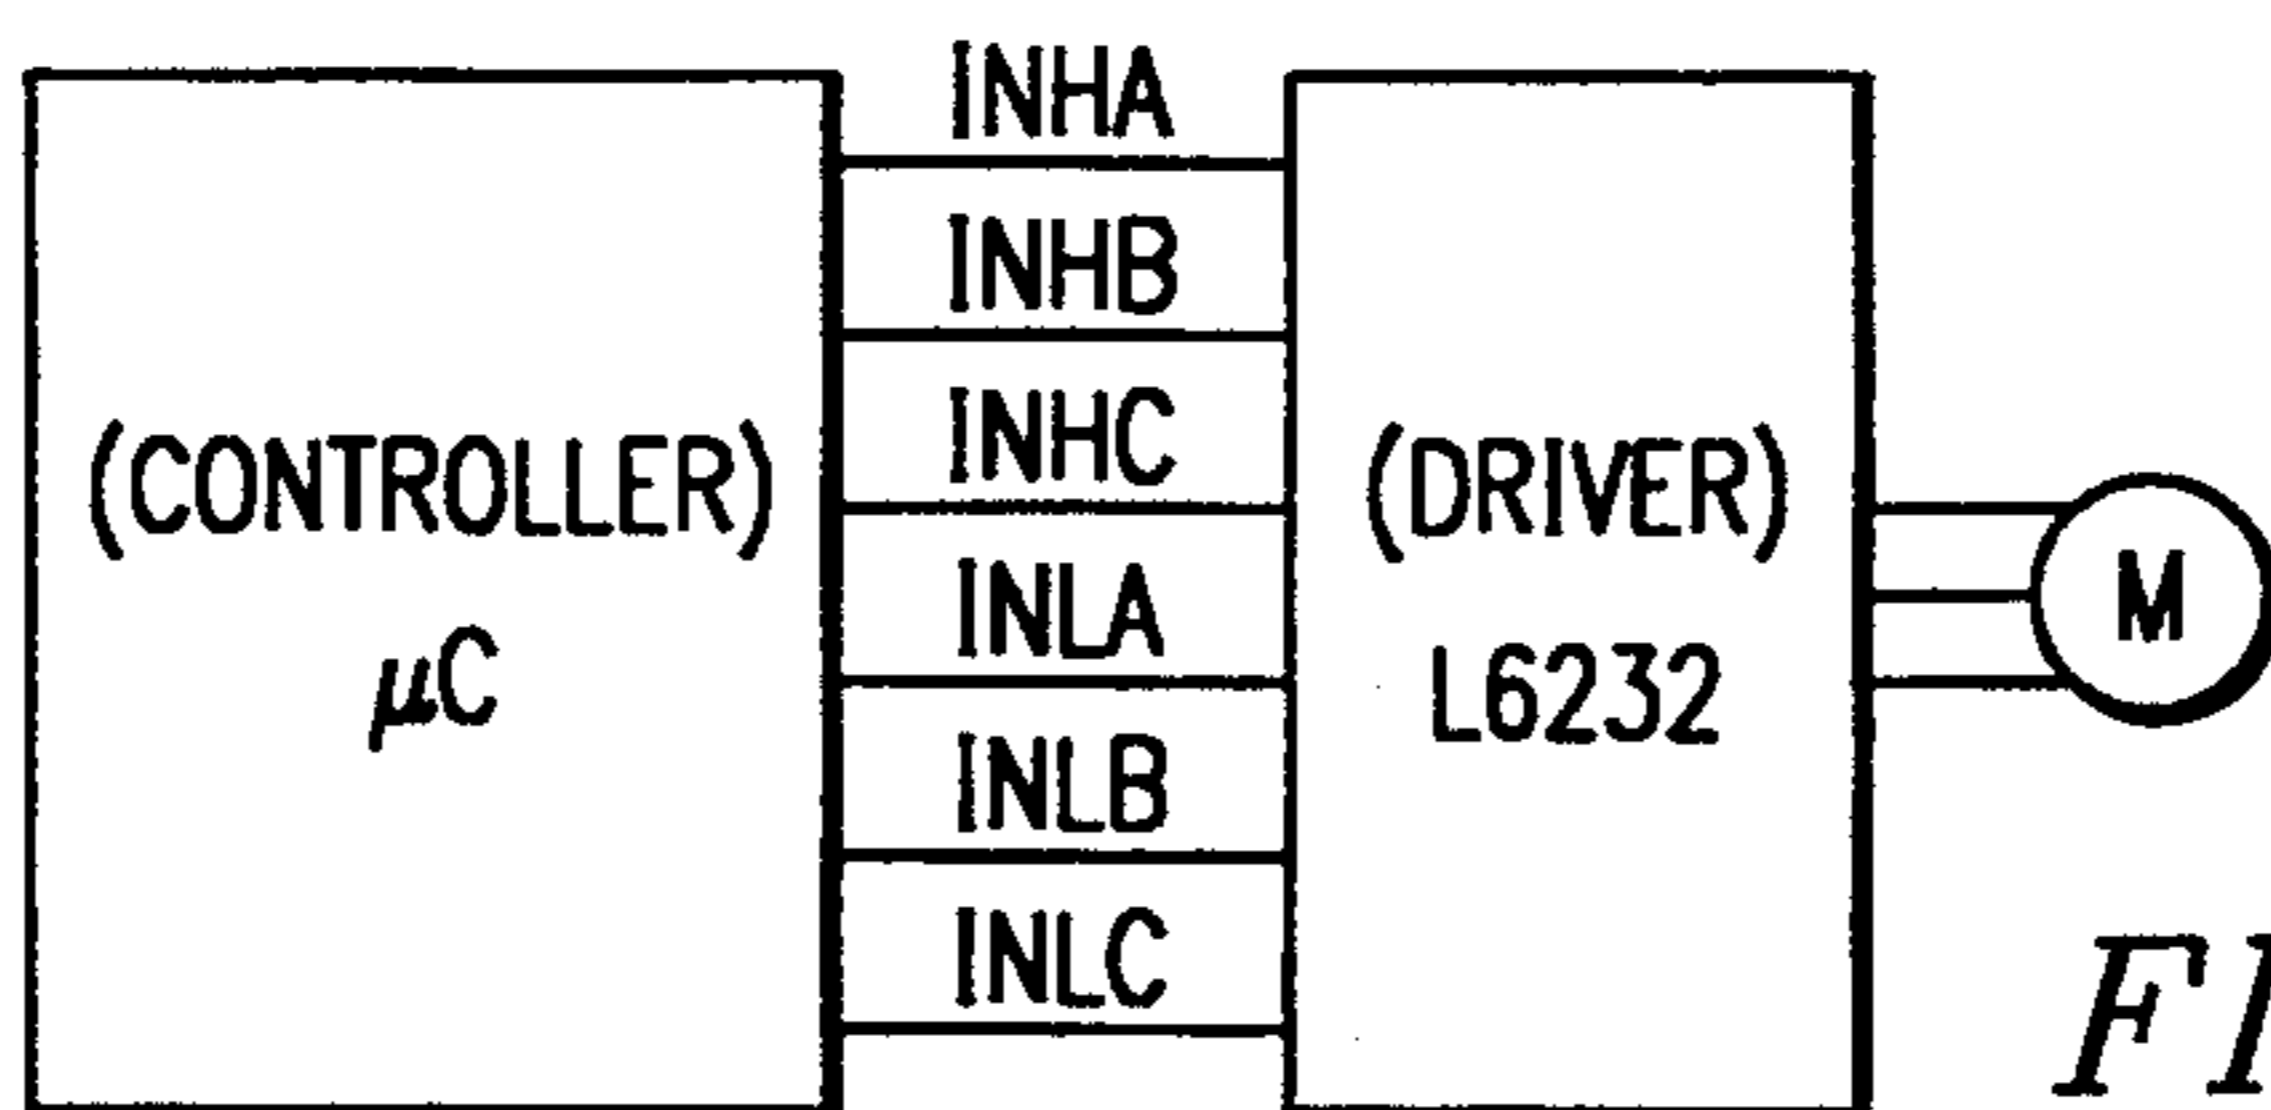 (CONTROLLER)
μC
INHA
INHB
INHC
INLA
INLB
INLC
(DRIVER)
L6232
M